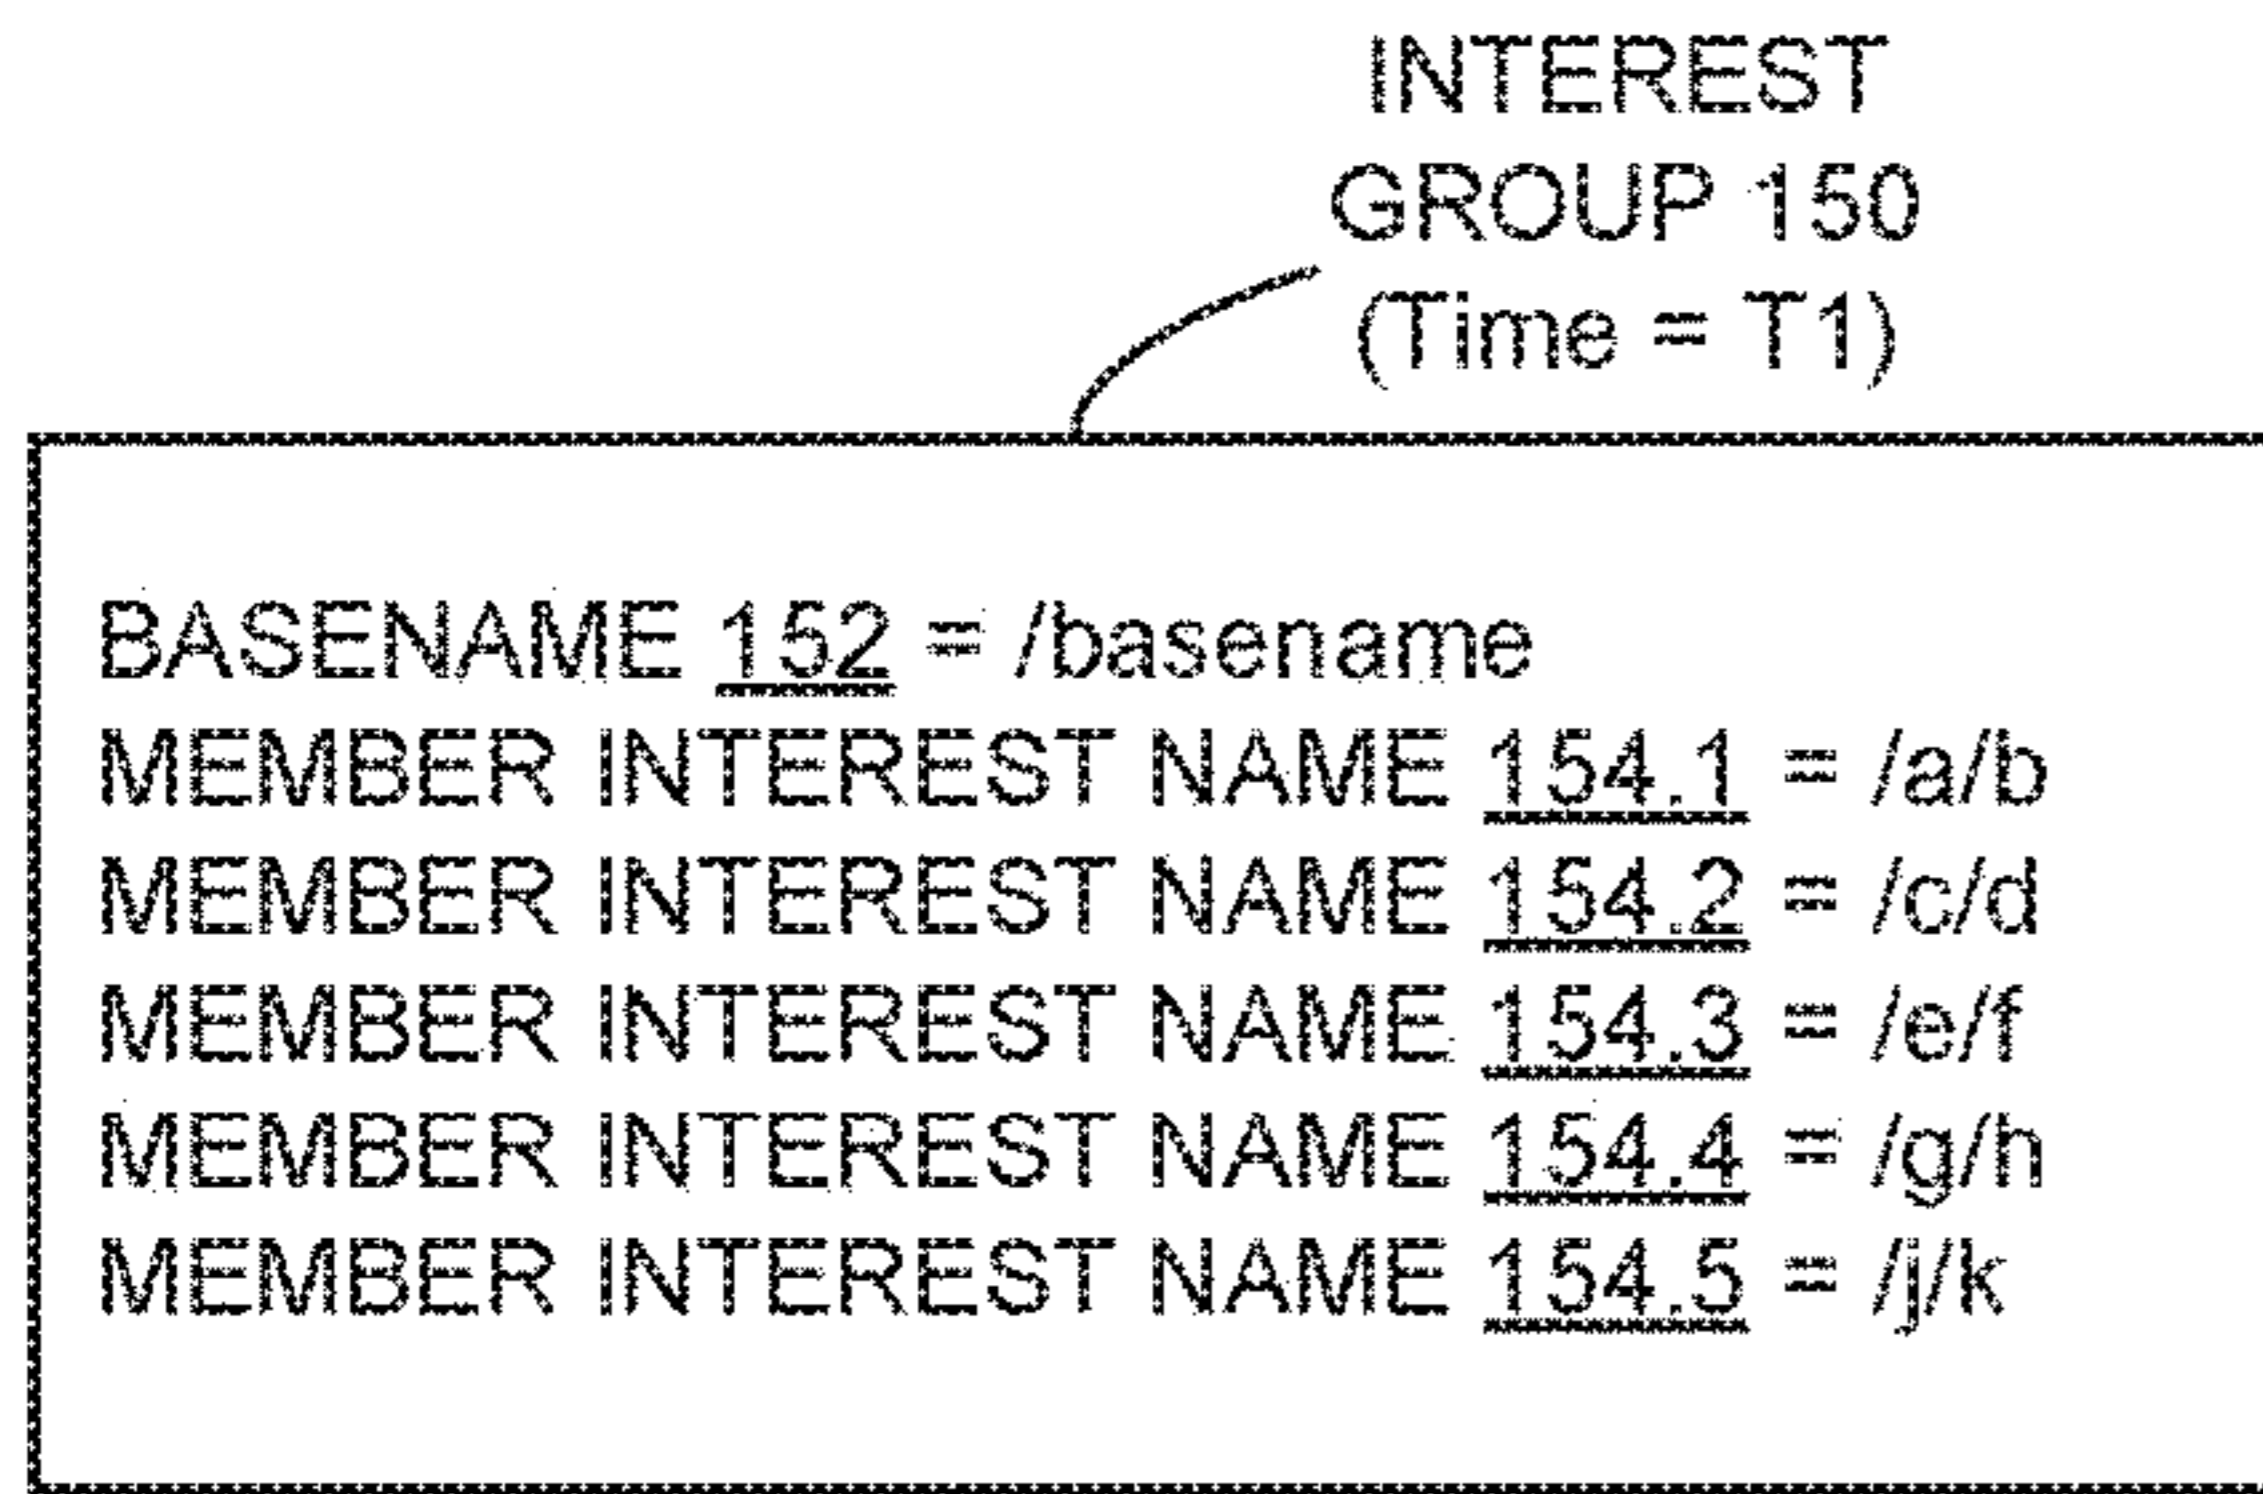 INTEREST
GROUP 150
(Time = T1)
BASENAME 152 = /basename
MEMBER INTEREST NAME 154.1 = /a/b
MEMBER INTEREST NAME 154.2 = /c/d
MEMBER INTEREST NAME 154.3 = /e/f
MEMBER INTEREST NAME 154.4 = /g/h
MEMBER INTEREST NAME 154.5 = /j/k